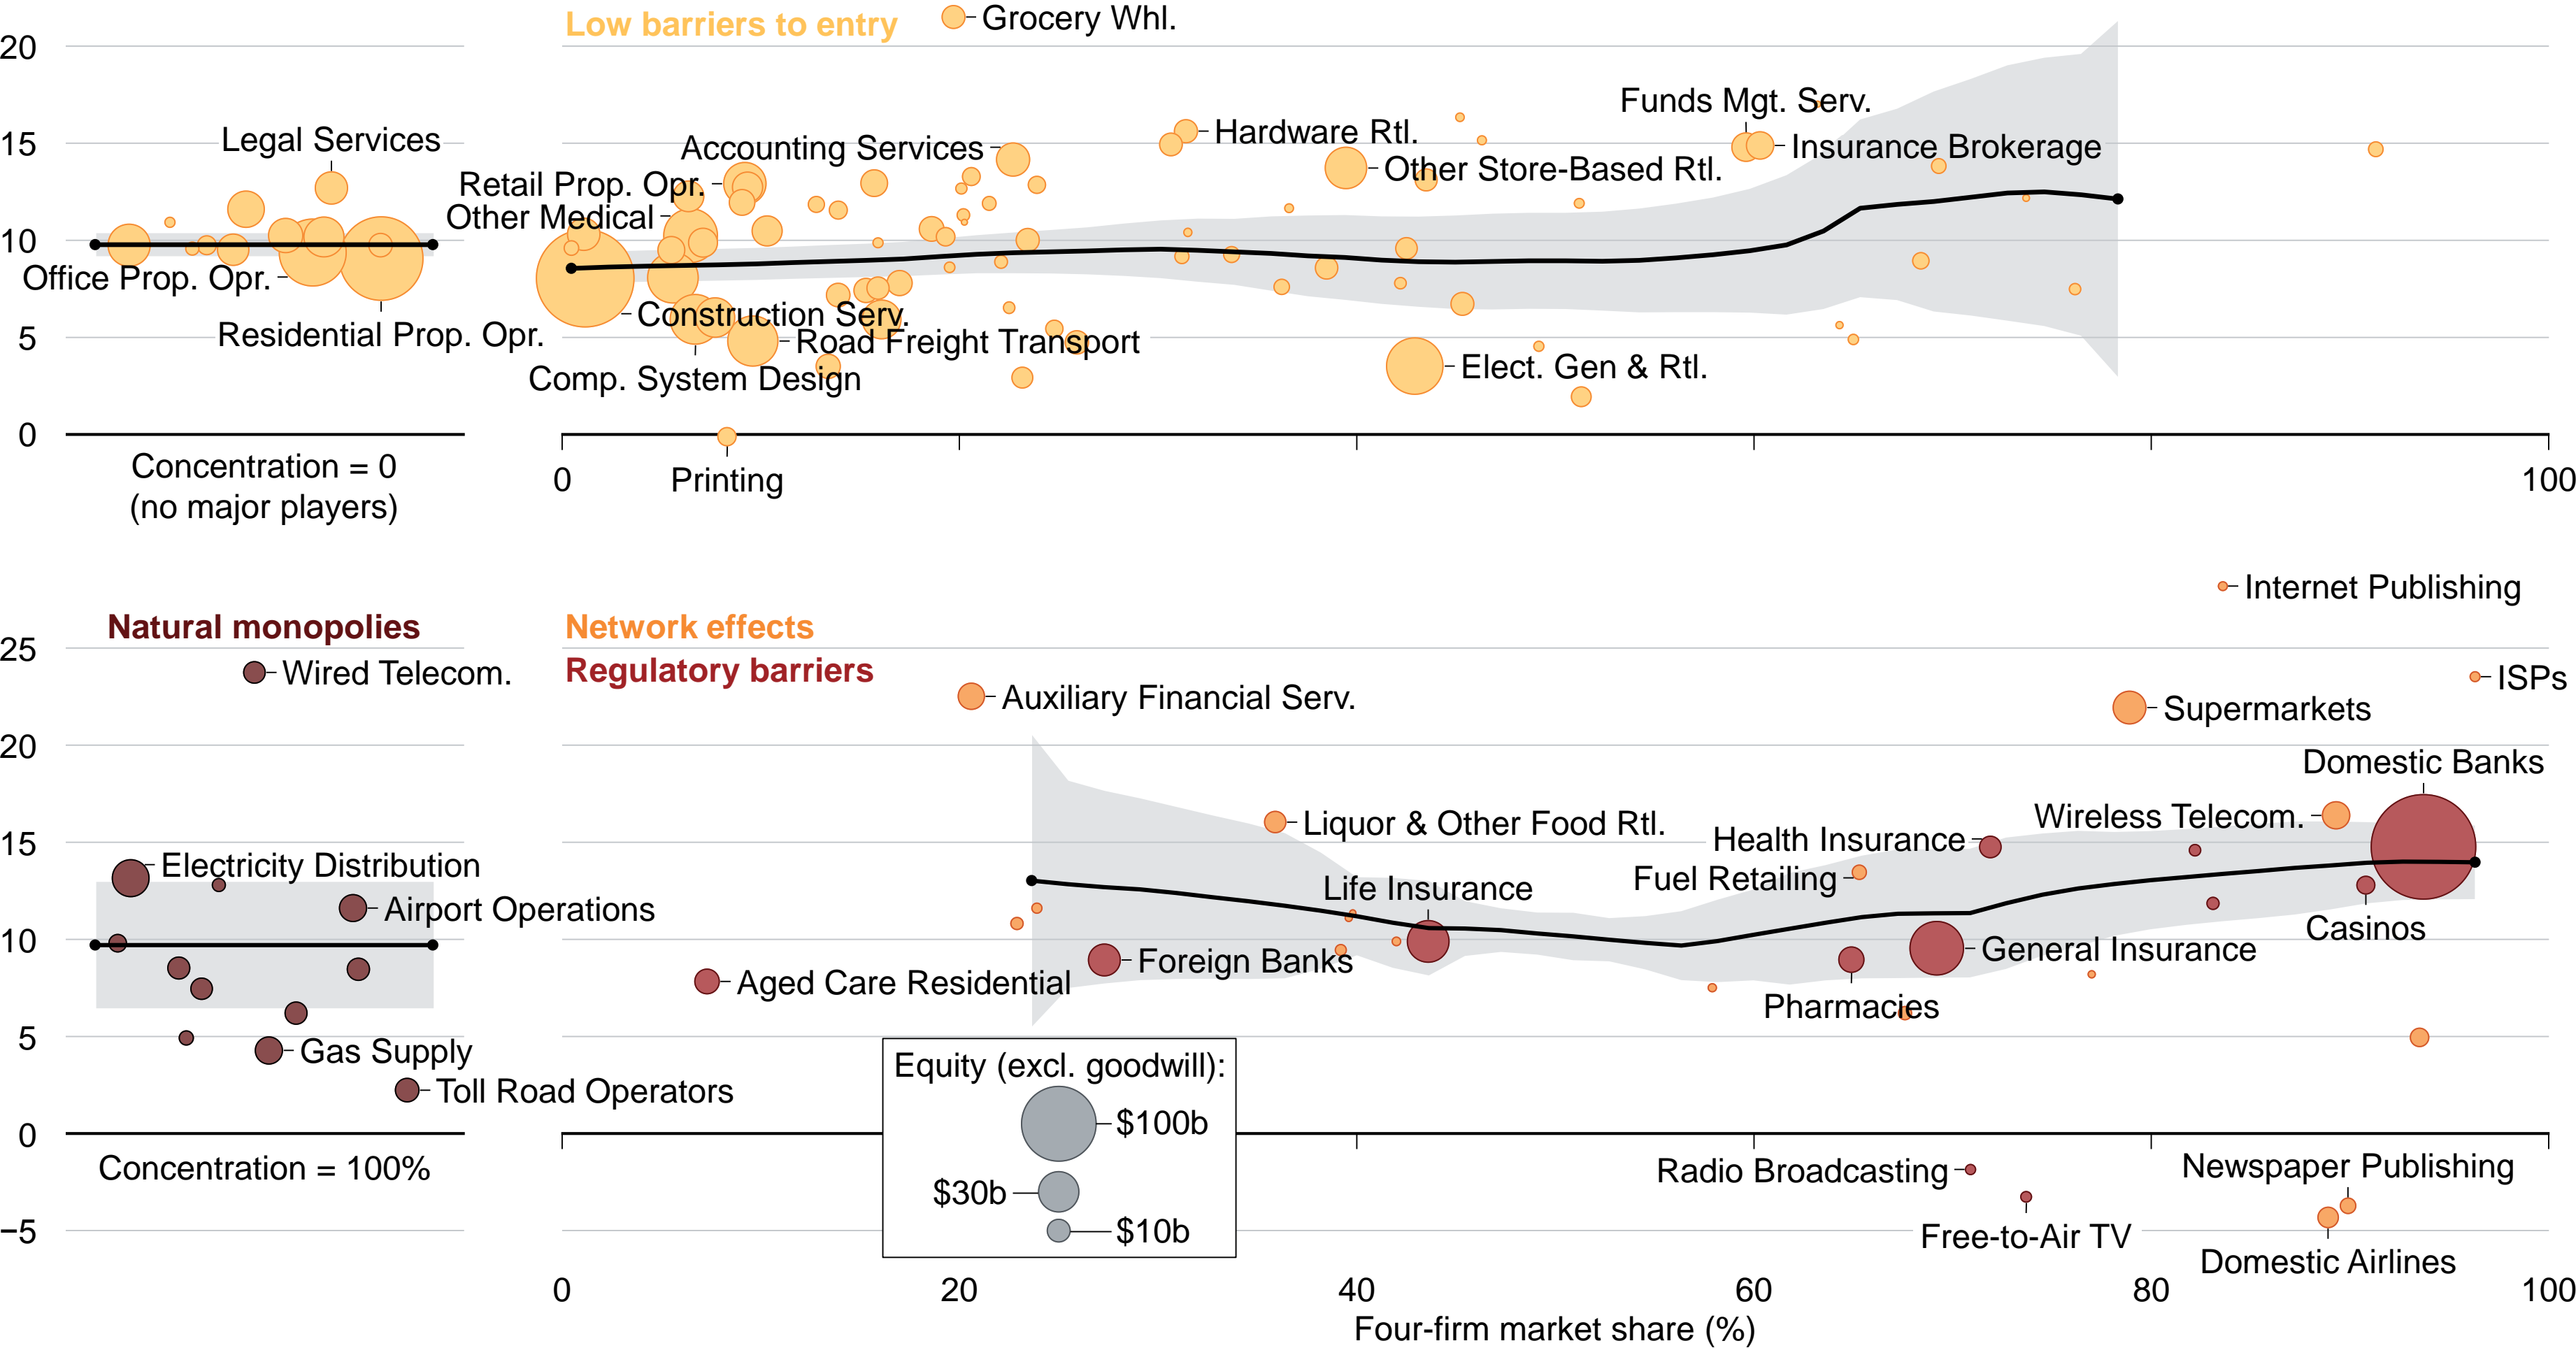 Low barriers to entry
Grocery Whl.
20
Funds Mgt. Serv.
Legal Services
Accounting Services
Hardware Rtl.
Insurance Brokerage
15
Retail Prop. Opr.
Other Store-Based Rtl.
Other Medical
10
Office Prop. Opr.
Construction Serv.
Residential Prop. Opr.
Road Freight Transport
5
Comp. System Design
Elect. Gen & Rtl.
0
Concentration = 0
(no major players)
0
Printing
100
Internet Publishing
Natural monopolies
Network effects
25
Regulatory barriers
Wired Telecom.
ISPs
Auxiliary Financial Serv.
Supermarkets
20
Domestic Banks
Liquor & Other Food Rtl.
Wireless Telecom.
15
Health Insurance
Electricity Distribution
Fuel Retailing
Life Insurance
Airport Operations
Casinos
10
General Insurance
Foreign Banks
Aged Care Residential
Pharmacies
5
Gas Supply
Equity (excl. goodwill):
Toll Road Operators
$100b
0
Concentration = 100%
Radio Broadcasting
Newspaper Publishing
$30b
−5
$10b
Free-to-Air TV
Domestic Airlines
0
20
40
60
80
100
Four-firm market share (%)